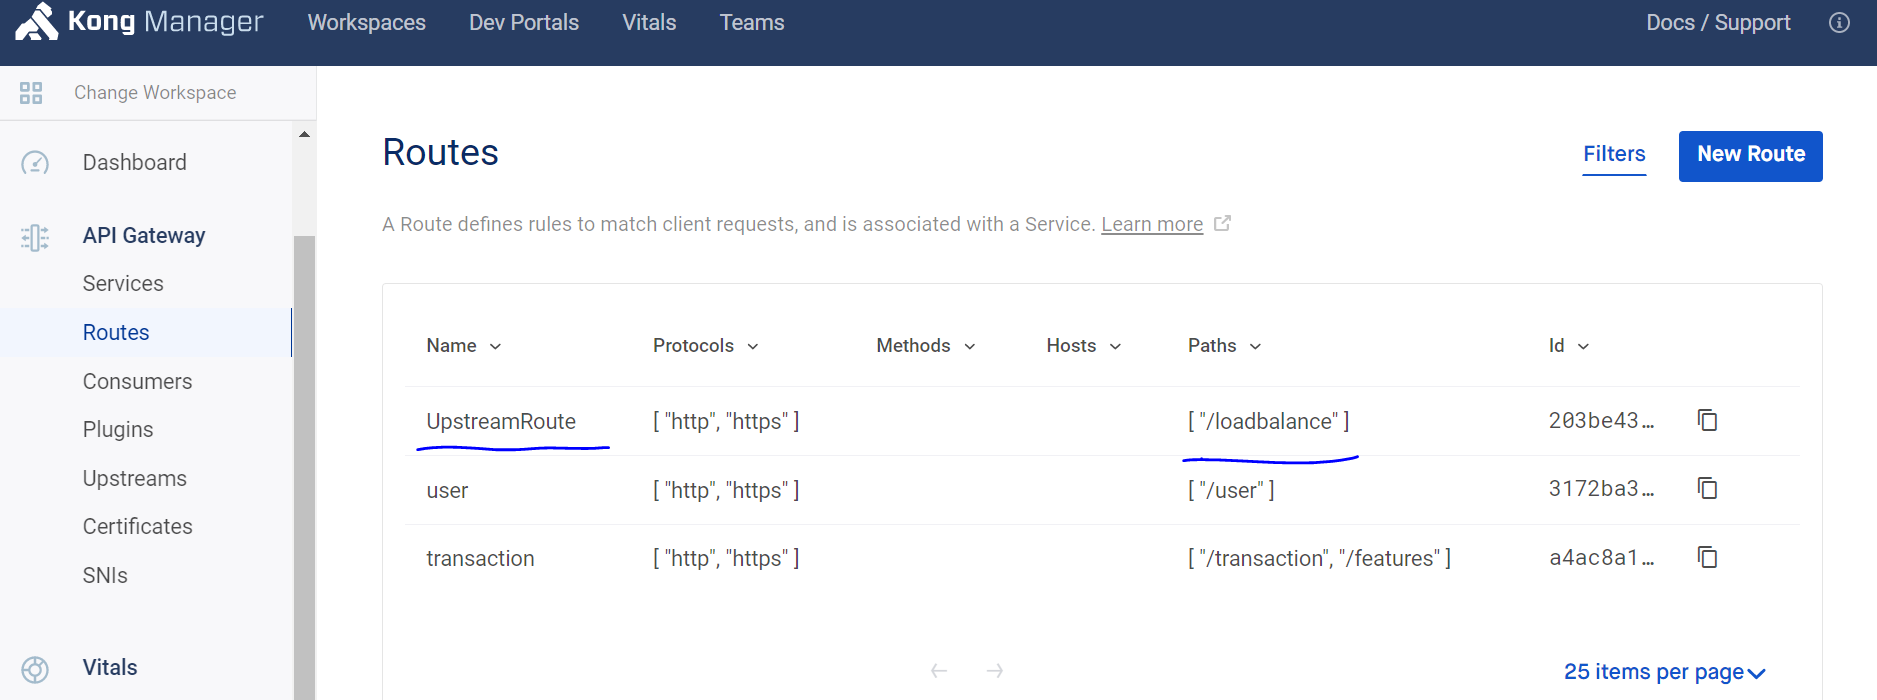 Kong Manager Workspaces Dev Portals Vitals Teams Docs / Support
Change Workspace
Dashboard
API Gateway
Services
Routes
Consumers
Plugins
Upstreams
Certificates
SNIs
Vitals
Routes
Filters
New Route
A Route defines rules to match client requests, and is associated with a Service. Learn more
Name Protocols Methods Hosts Paths Id
UpstreamRoute [ "http", "https" ] [ "/loadbalance" ] 203be43...
user [ "http", "https" ] [ "/user" ] 3172ba3...
transaction [ "http", "https" ] [ "/transaction", "/features" ] a4ac8a1...
25 items per page